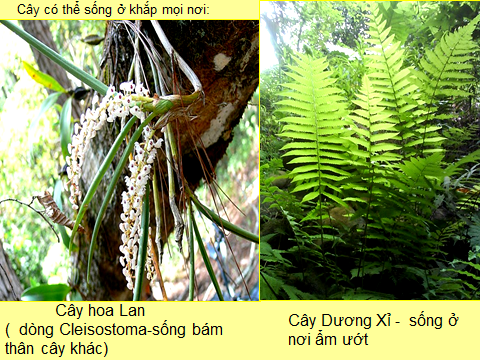 Cây có thể sống ở khắp mọi nơi:
Cây hoa Lan
( dòng Cleisostoma-sống bám
thân cây khác)
Cây Dương Xỉ - sống ở
nơi ẩm ướt